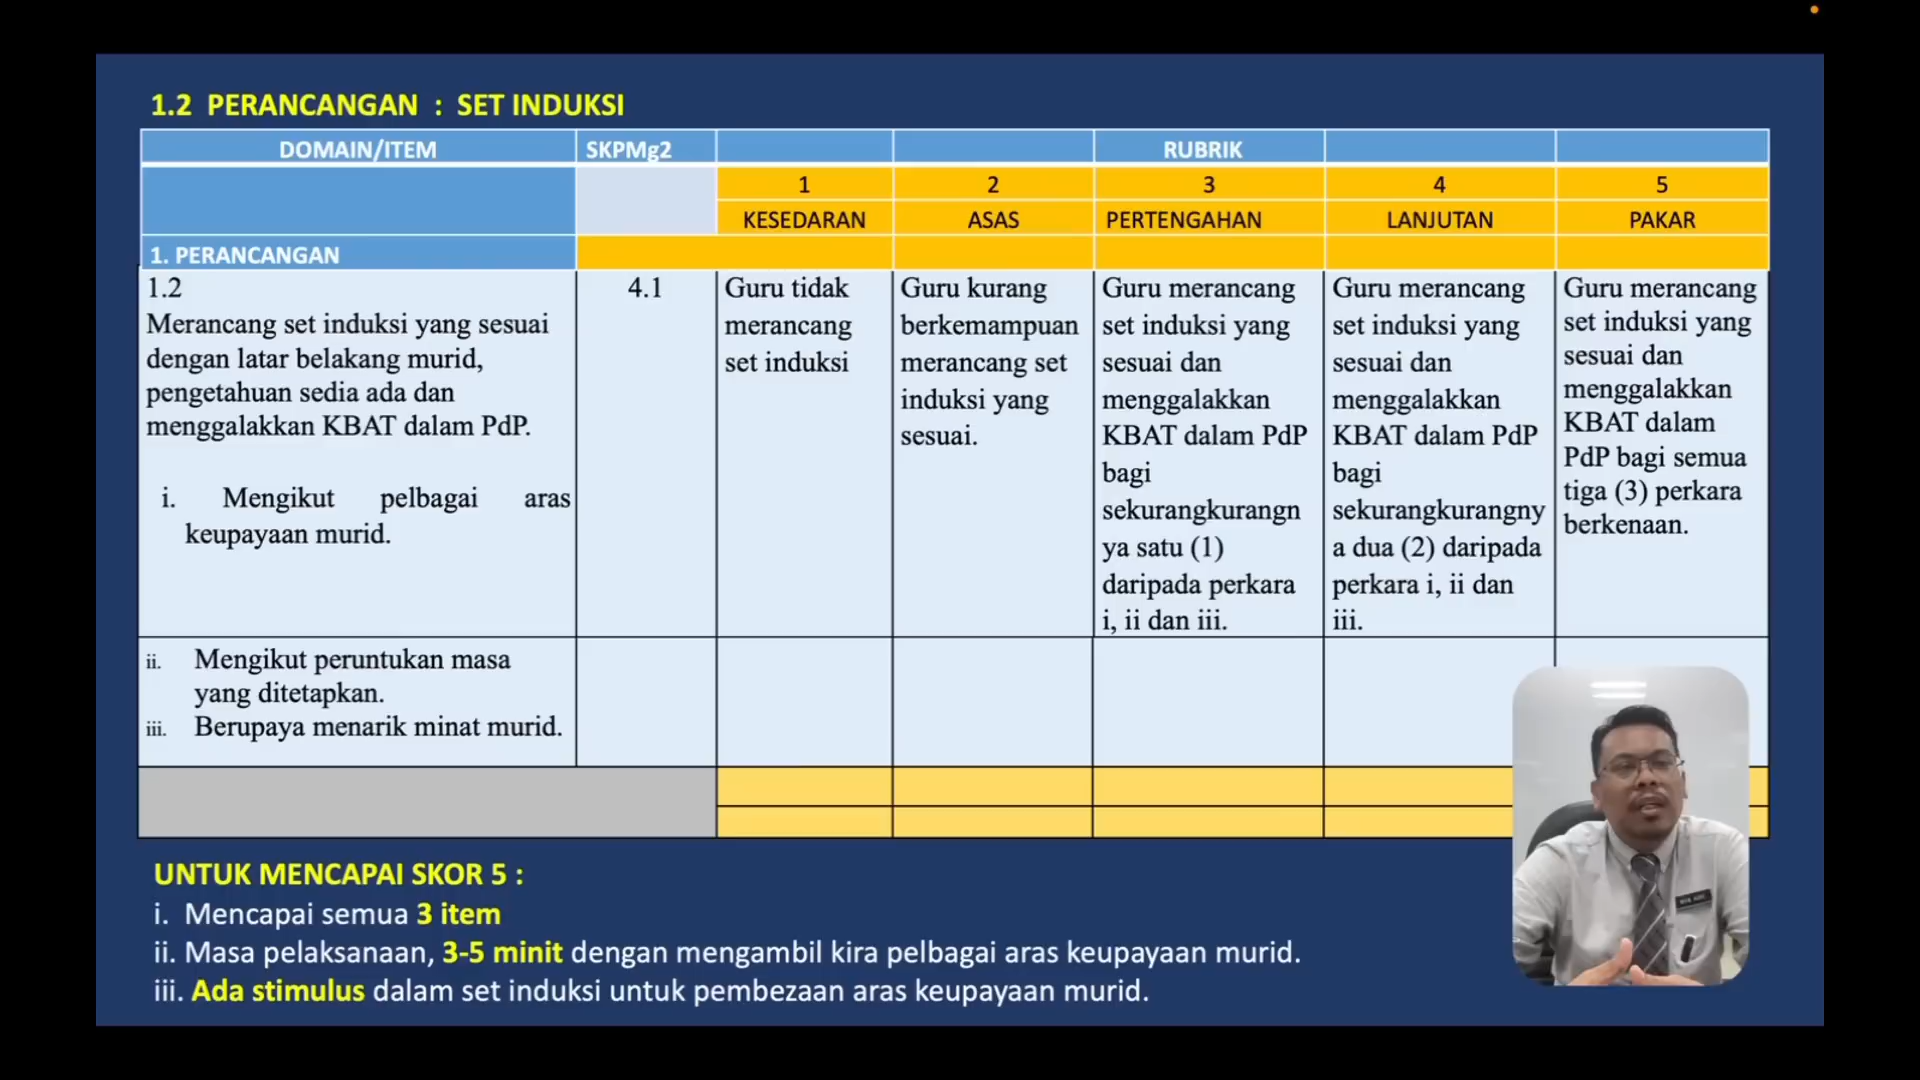 1.2 PERANCANGAN : SET INDUKSI
DOMAIN/ITEM
SKPMg2
RUBRIK
1
2
3
4
5
KESEDARAN
ASAS
PERTENGAHAN
LANJUTAN
PAKAR
1. PERANCANGAN
1.2
Merancang set induksi yang sesuai
dengan latar belakang murid,
pengetahuan sedia ada dan
menggalakkan KBAT dalam PdP.
i. Mengikut pelbagai aras
keupayaan murid.
4.1
Guru tidak
merancang
set induksi
Guru kurang
berkemampuan
merancang set
induksi yang
sesuai.
Guru merancang
set induksi yang
sesuai dan
menggalakkan
KBAT dalam PdP
bagi
sekurangkurangn
ya satu (1)
daripada perkara
i, ii dan iii.
Guru merancang
set induksi yang
sesuai dan
menggalakkan
KBAT dalam PdP
bagi
sekurangkurangny
a dua (2) daripada
perkara i, ii dan
iii.
Guru merancang
set induksi yang
sesuai dan
menggalakkan
KBAT dalam
PdP bagi semua
tiga (3) perkara
berkenaan.
ii. Mengikut peruntukan masa
yang ditetapkan.
iii. Berupaya menarik minat murid.
UNTUK MENCAPAI SKOR 5 :
i. Mencapai semua 3 item
ii. Masa pelaksanaan, 3-5 minit dengan mengambil kira pelbagai aras keupayaan murid.
iii. Ada stimulus dalam set induksi untuk pembezaan aras keupayaan murid.